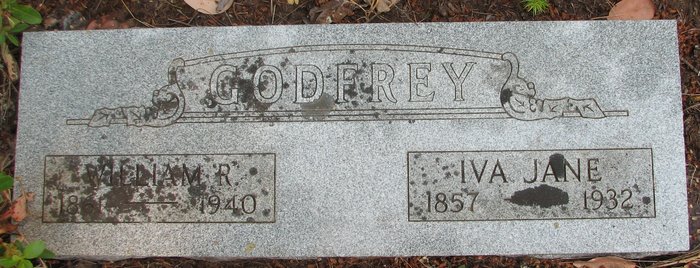 GODFREY
WILLIAM R.
1940
IVA JANE
1857 1932